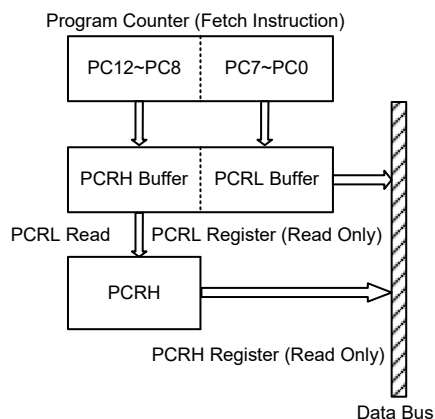 Program Counter (Fetch Instruction)
PC12~PC8
PC7~PC0
PCRH Buffer
PCRL Buffer
PCRL Read
PCRL Register (Read Only)
PCRH
PCRH Register (Read Only)
Data Bus